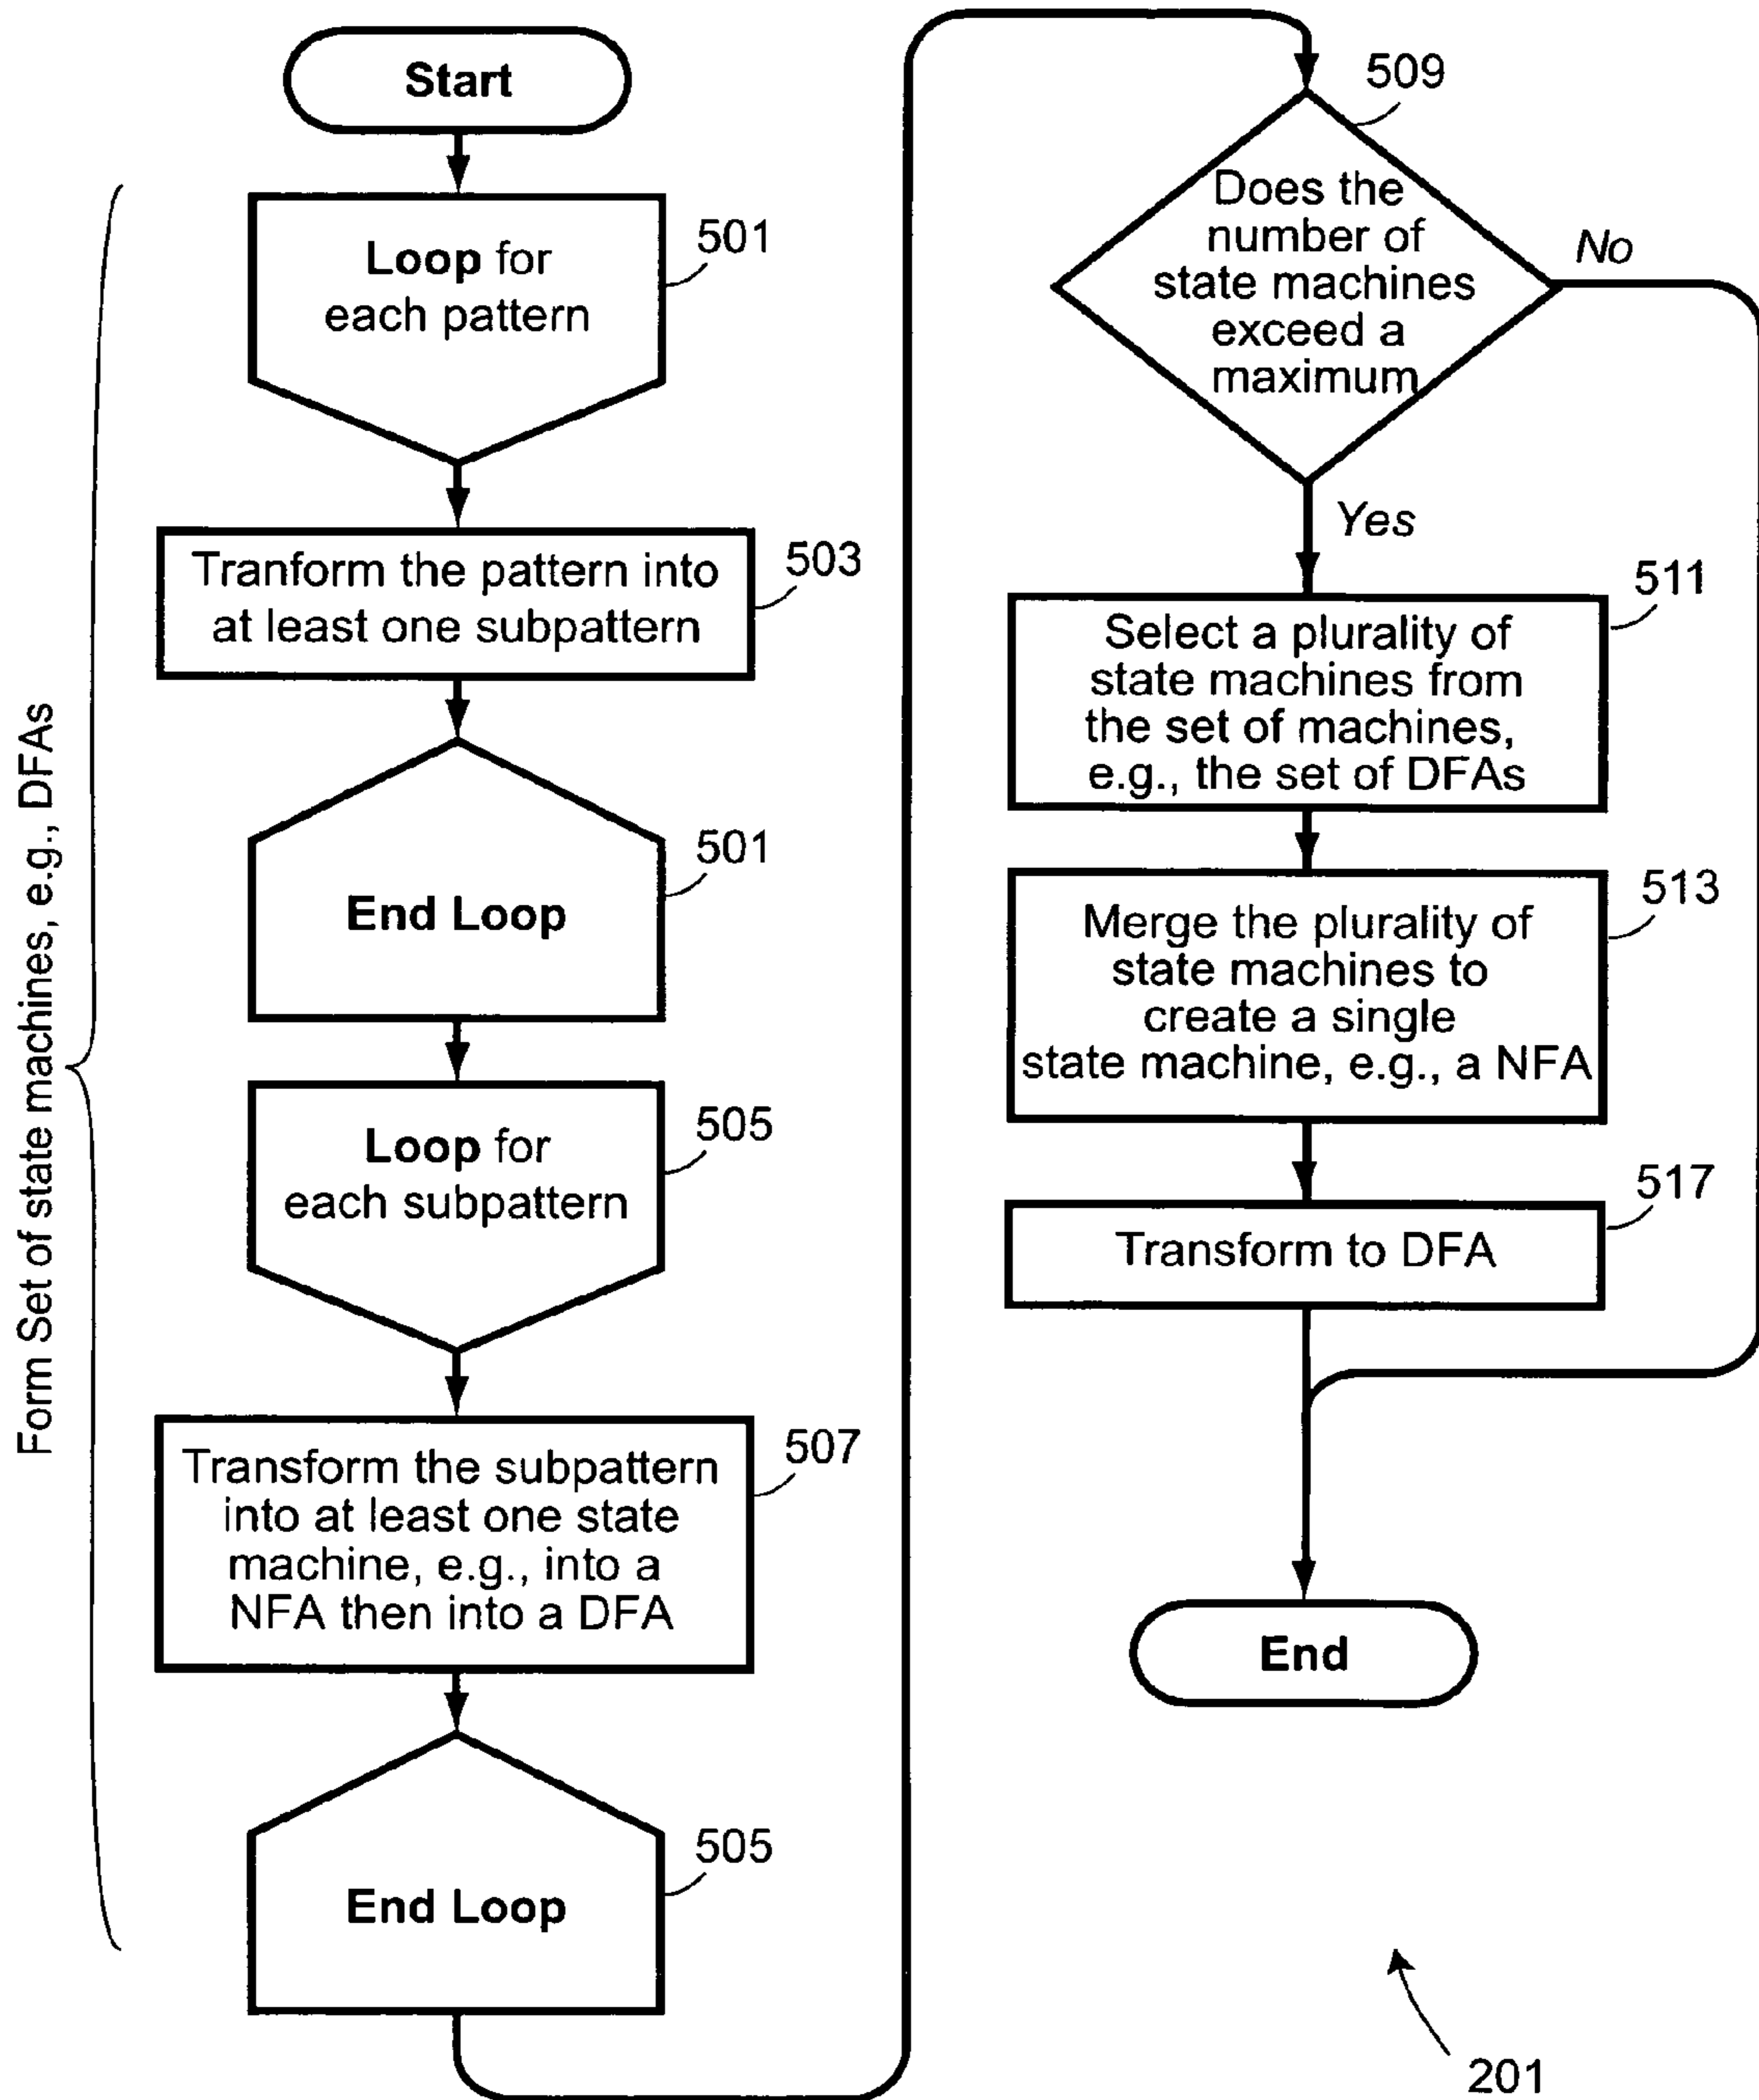 Form Set of state machines, e.g., DFAs
Start
Loop for
each pattern
501
Tranform the pattern into
at least one subpattern
503
End Loop
501
Loop for
each subpattern
505
Transform the subpattern
into at least one state
machine, e.g., into a
NFA then into a DFA
507
End Loop
505
Does the
number of
state machines
exceed a
maximum
509
No
Yes
Select a plurality of
state machines from
the set of machines,
e.g., the set of DFAs
511
Merge the plurality of
state machines to
create a single
state machine, e.g., a NFA
513
Transform to DFA
517
End
201